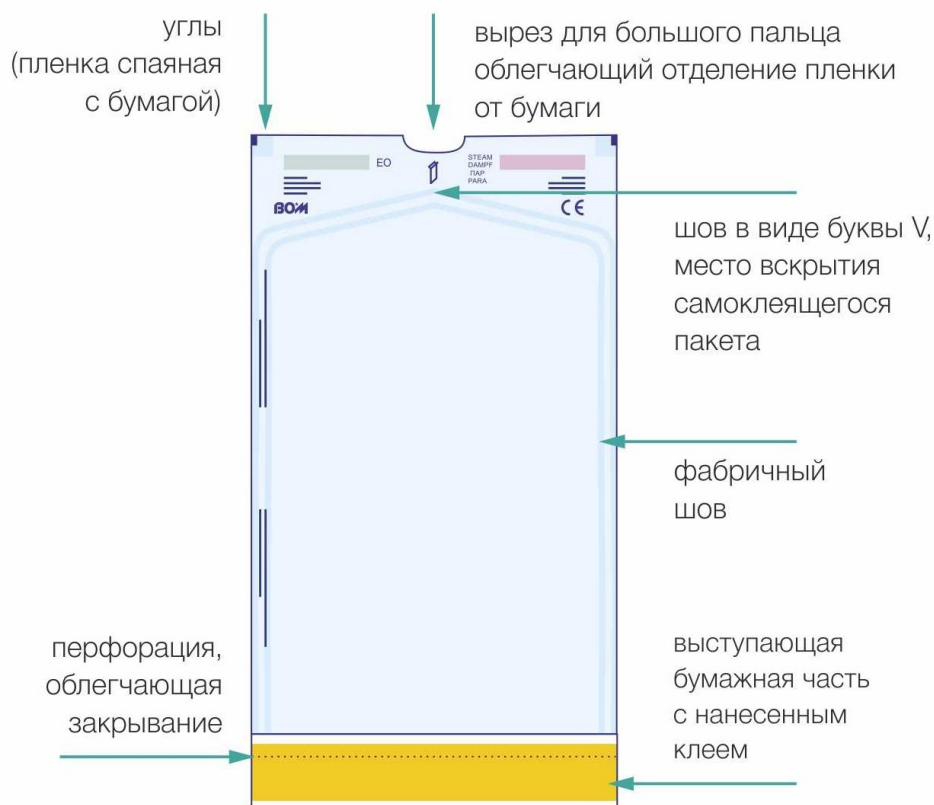 углы
(пленка спаяная
с бумагой)
вырез для большого пальца
облегчающий отделение пленки
от бумаги
EO
STEAM
DAMPF
ПАР
PARA
BOM
CE
шов в виде буквы V,
место вскрытия
самоклеящегося
пакета
фабричный
шов
перфорация,
облегчающая
закрывание
выступающая
бумажная часть
с нанесенным
клеем